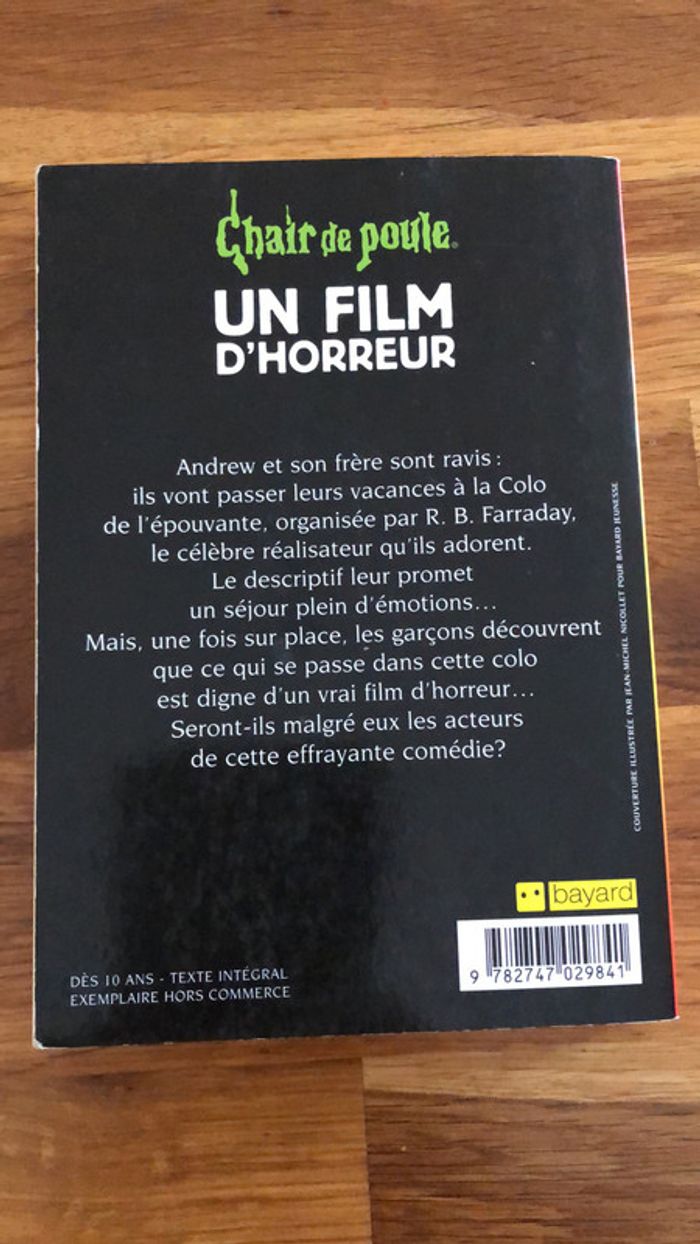 Chair de poule®
UN FILM
D'HORREUR
Andrew et son frère sont ravis :
ils vont passer leurs vacances à la Colo
de l'épouvante, organisée par R. B. Farraday,
le célèbre réalisateur qu'ils adorent.
Le descriptif leur promet
un séjour plein d'émotions...
Mais, une fois sur place, les garçons découvrent
que ce qui se passe dans cette colo
est digne d'un vrai film d'horreur...
Seront-ils malgré eux les acteurs
de cette effrayante comédie?
COUVERTURE ILLUSTRÉE PAR JEAN-MICHEL NICOLLET POUR BAYARD JEUNESSE
bayard
9 782747 029841
DÈS 10 ANS - TEXTE INTÉGRAL
EXEMPLAIRE HORS COMMERCE